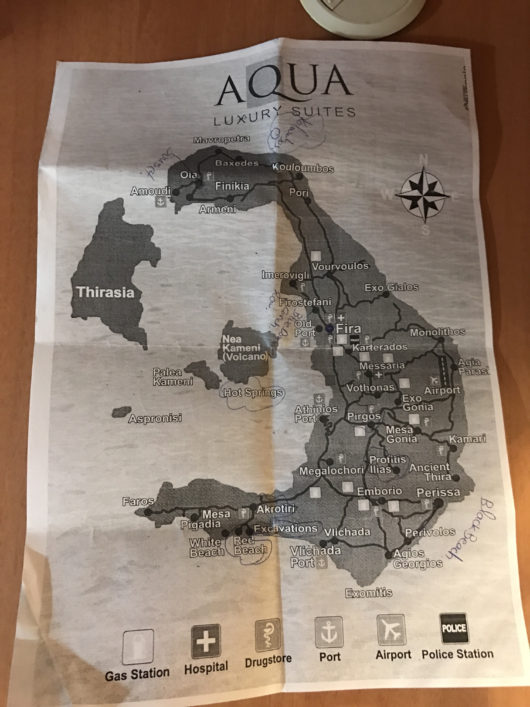 AQUA
LUXURY SUITES
Mavropetra
Baxedes
Kouloumbos
Oia
Finikia
Amoudi
Pori
Armeni
N
W
S
Thirasia
Imerovigli
Vourvoulos
Exo Gialos
Firostefani
Old
Port
Fira
Nea
Kameni
(Volcano)
Monolithos
Karterados
Messaria
Agia
Paras
Palea
Kameni
(Hot Springs)
Vothonas
Airport
Exo
Gonia
Aspronisi
Athinios
Port
Pirgos
Mesa
Gonia
Kamari
Megalochori
Profitis
Ilias
Ancient
Thira
Emborio
Perissa
Faros
Akrotiri
Mesa
Pigadia
Excavations
Vlichada
Perivolos
Black Beach
White
Beach
Red
Beach
Vlichada
Port
Agios
Georgios
Exomitis
POLICE
Gas Station
Hospital
Drugstore
Port
Airport
Police Station